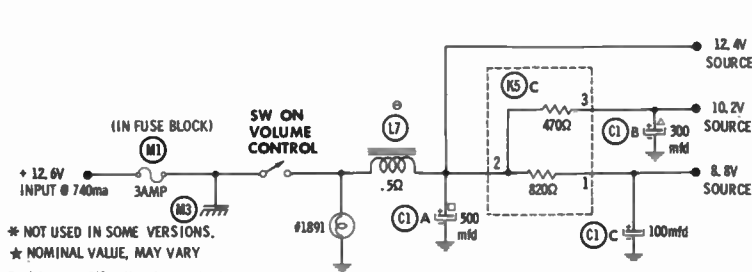 12.4V
SOURCE
K5 C
3
470Ω
10.2V
SOURCE
C1 B
300
mfd
(IN FUSE BLOCK)
SW ON
VOLUME
CONTROL
M1
L7
+ 12.6V
INPUT @ 740ma
3AMP
M3
.5Ω
2
820Ω
1
8.8V
SOURCE
#1891
C1 A
500
mfd
C1 C
100mfd
* NOT USED IN SOME VERSIONS.
★ NOMINAL VALUE, MAY VARY